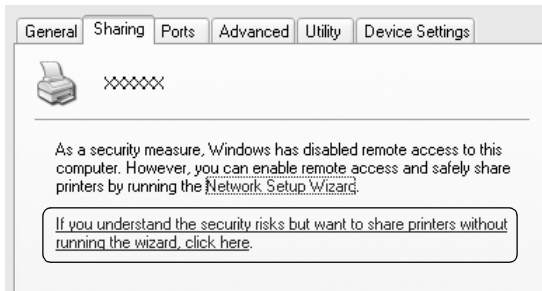 General Sharing Ports Advanced Utility Device Settings
XXXXXX
As a security measure, Windows has disabled remote access to this
computer. However, you can enable remote access and safely share
printers by running the Network Setup Wizard.
If you understand the security risks but want to share printers without
running the wizard, click here.